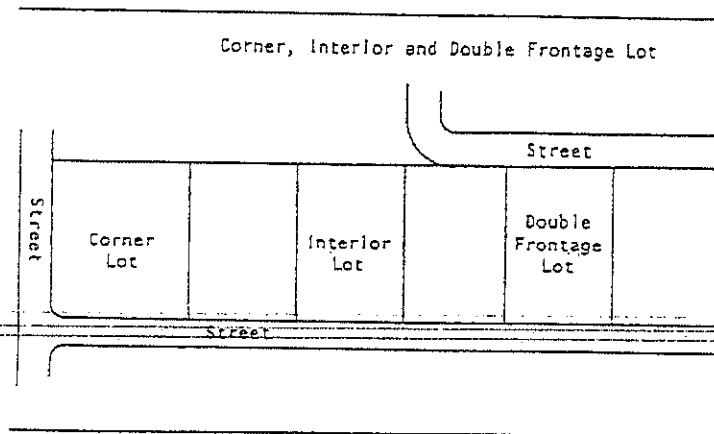 Corner, Interior and Double Frontage Lot
Street
Street
Corner
Lot
Interior
Lot
Double
Frontage
Lot
Street